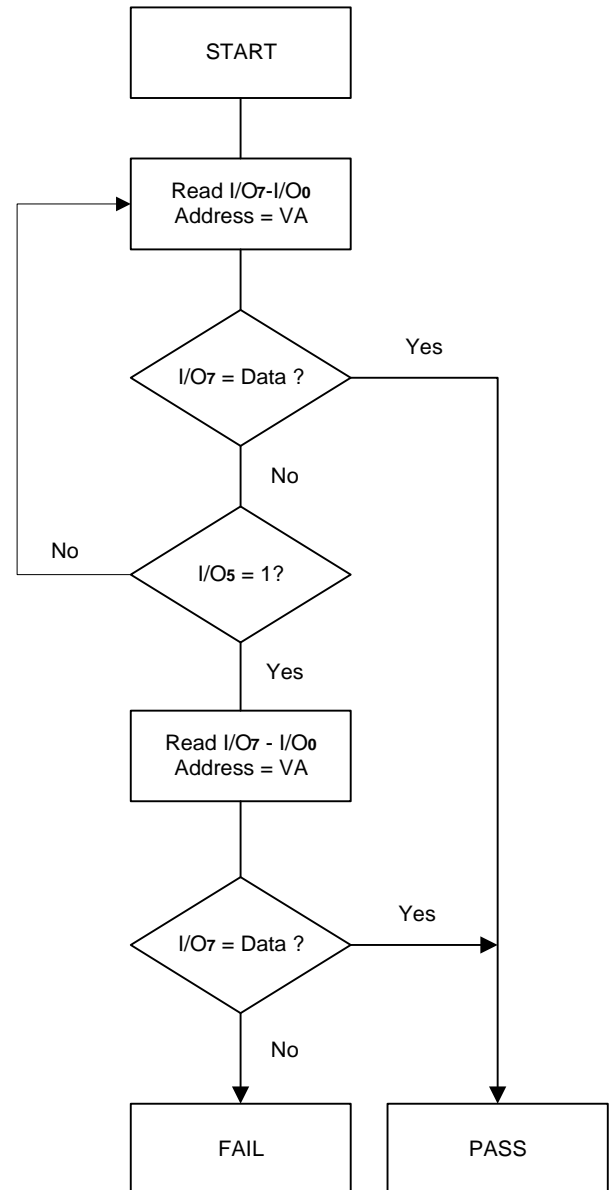 START
Read I/O7-I/O0
Address = VA
Yes
I/O7 = Data ?
No
No
I/O5 = 1?
Yes
Read I/O7 - I/O0
Address = VA
Yes
I/O7 = Data ?
No
FAIL
PASS